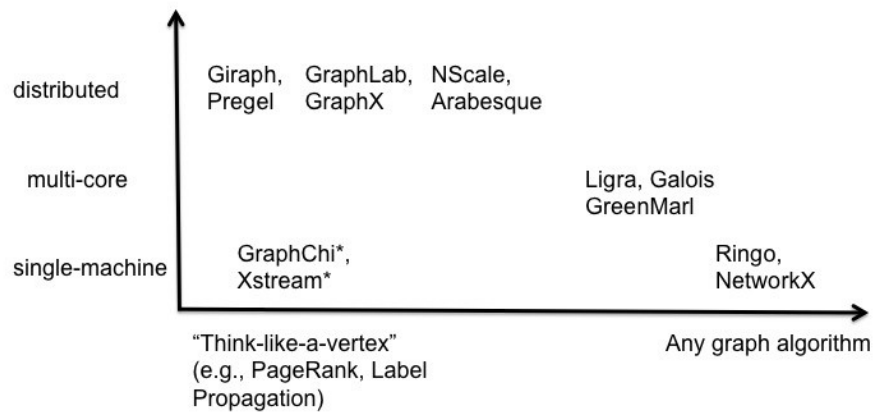 distributed
Giraph, GraphLab, NScale,
Pregel GraphX Arabesque
multi-core
Ligra, Galois
GreenMarl
single-machine
GraphChi*,
Xstream*
Ringo,
NetworkX
“Think-like-a-vertex”
(e.g., PageRank, Label
Propagation)
Any graph algorithm